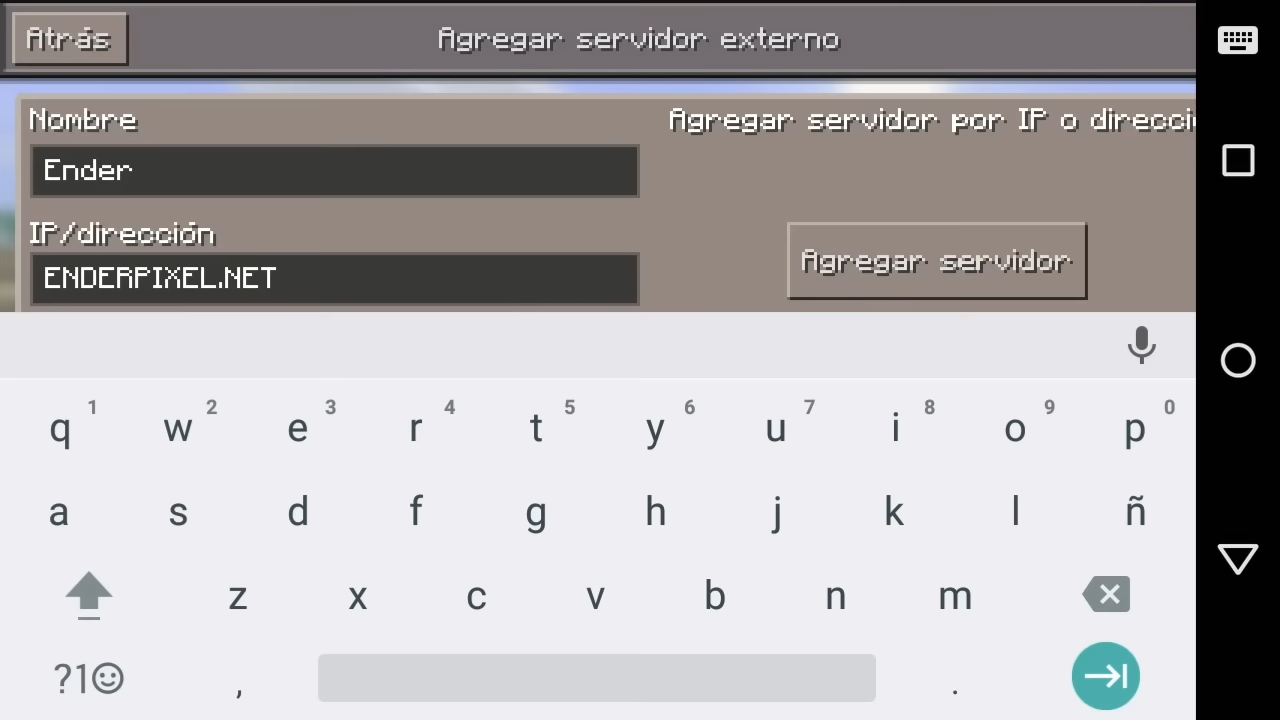 Atrás
Agregar servidor externo
Nombre
Agregar servidor por IP o direcci
Ender
IP/dirección
ENDERPIXEL.NET
Agregar servidor
q 1 w 2 e 3 r 4 t 5 y 6 u 7 i 8 o 9 p 0
a s d f g h j k l ñ
z x c v b n m
?1☺ , .